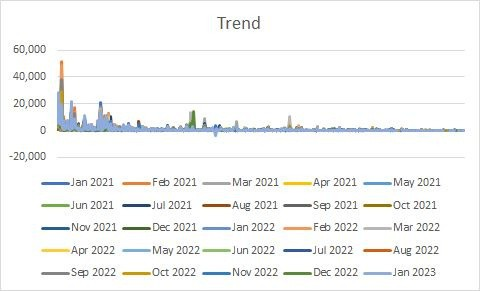 Trend
60,000
40,000
20,000
0
-20,000
Jan 2021 Feb 2021 Mar 2021 Apr 2021 May 2021
Jun 2021 Jul 2021 Aug 2021 Sep 2021 Oct 2021
Nov 2021 Dec 2021 Jan 2022 Feb 2022 Mar 2022
Apr 2022 May 2022 Jun 2022 Jul 2022 Aug 2022
Sep 2022 Oct 2022 Nov 2022 Dec 2022 Jan 2023